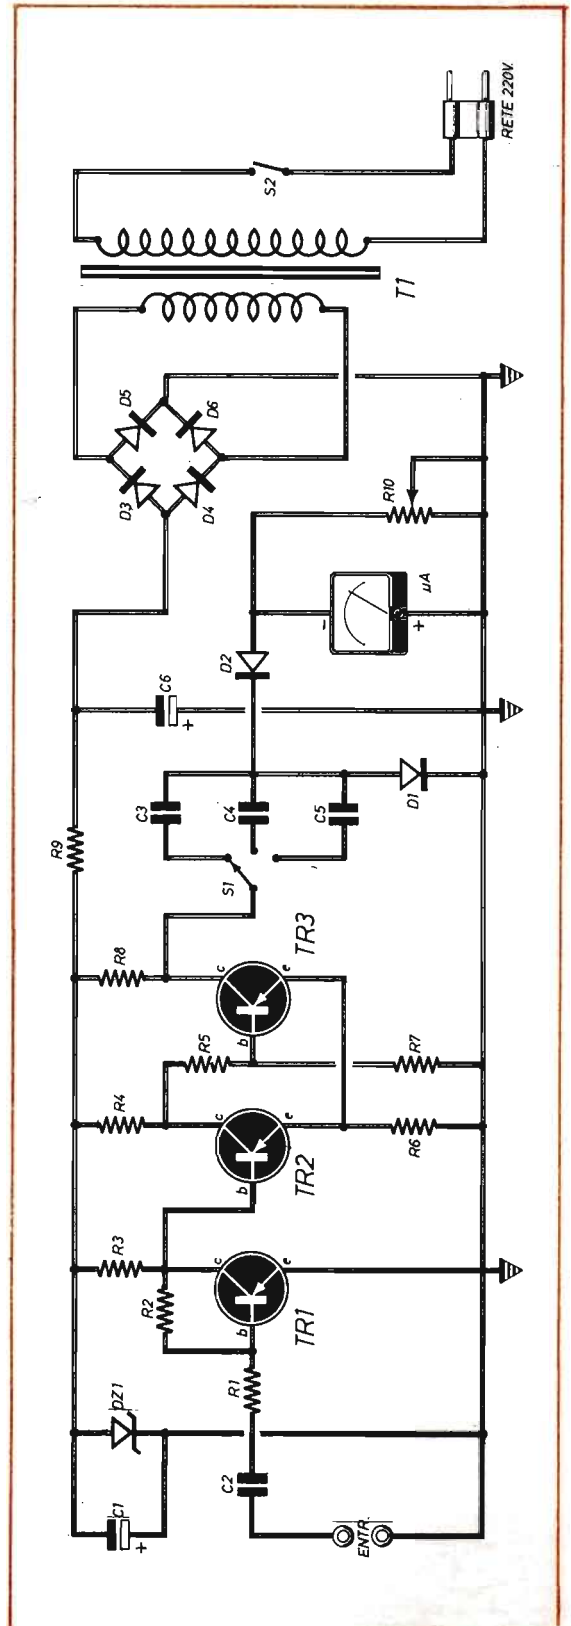 C1
+
DZ1
C2
ENTR.
R1
R2
R3
b
c
e
TR1
R4
b
c
e
TR2
R5
R6
R7
R8
b
c
e
TR3
R9
S1
C3
C4
C5
D1
C6
+
D2
-
+
µA
R10
D3
D4
D5
D6
T1
S2
RETE 220V.